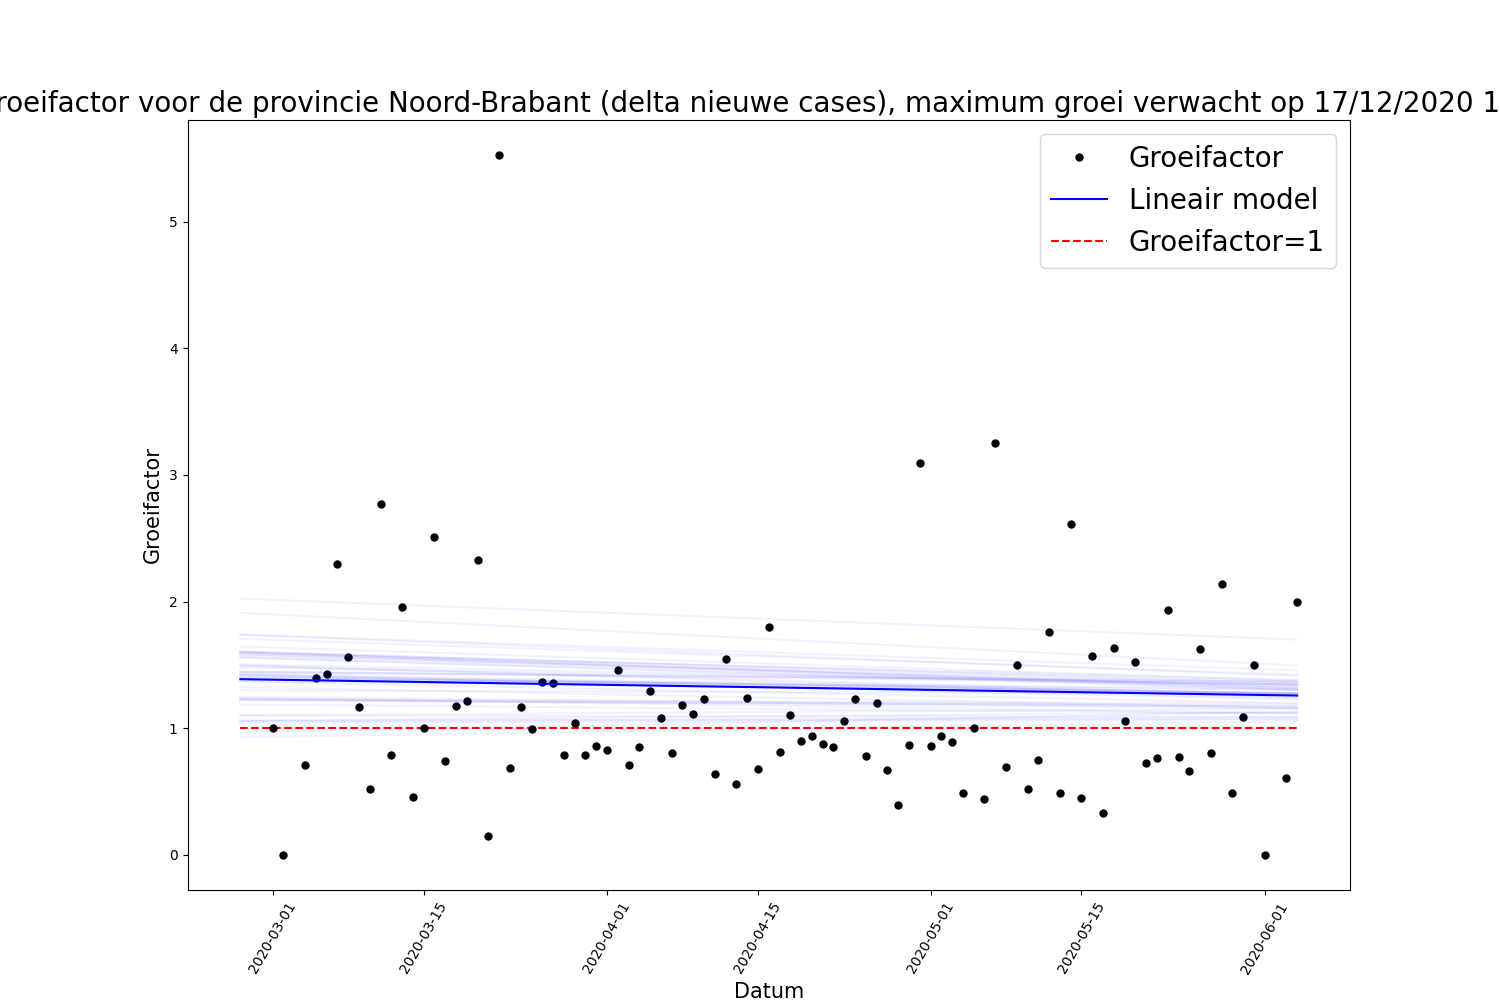 roeifactor voor de provincie Noord-Brabant (delta nieuwe cases), maximum groei verwacht op 17/12/2020 1
Groeifactor
Lineair model
Groeifactor=1
Groeifactor
5
4
3
2
1
0
2020-03-01
2020-03-15
2020-04-01
2020-04-15
2020-05-01
2020-05-15
2020-06-01
Datum